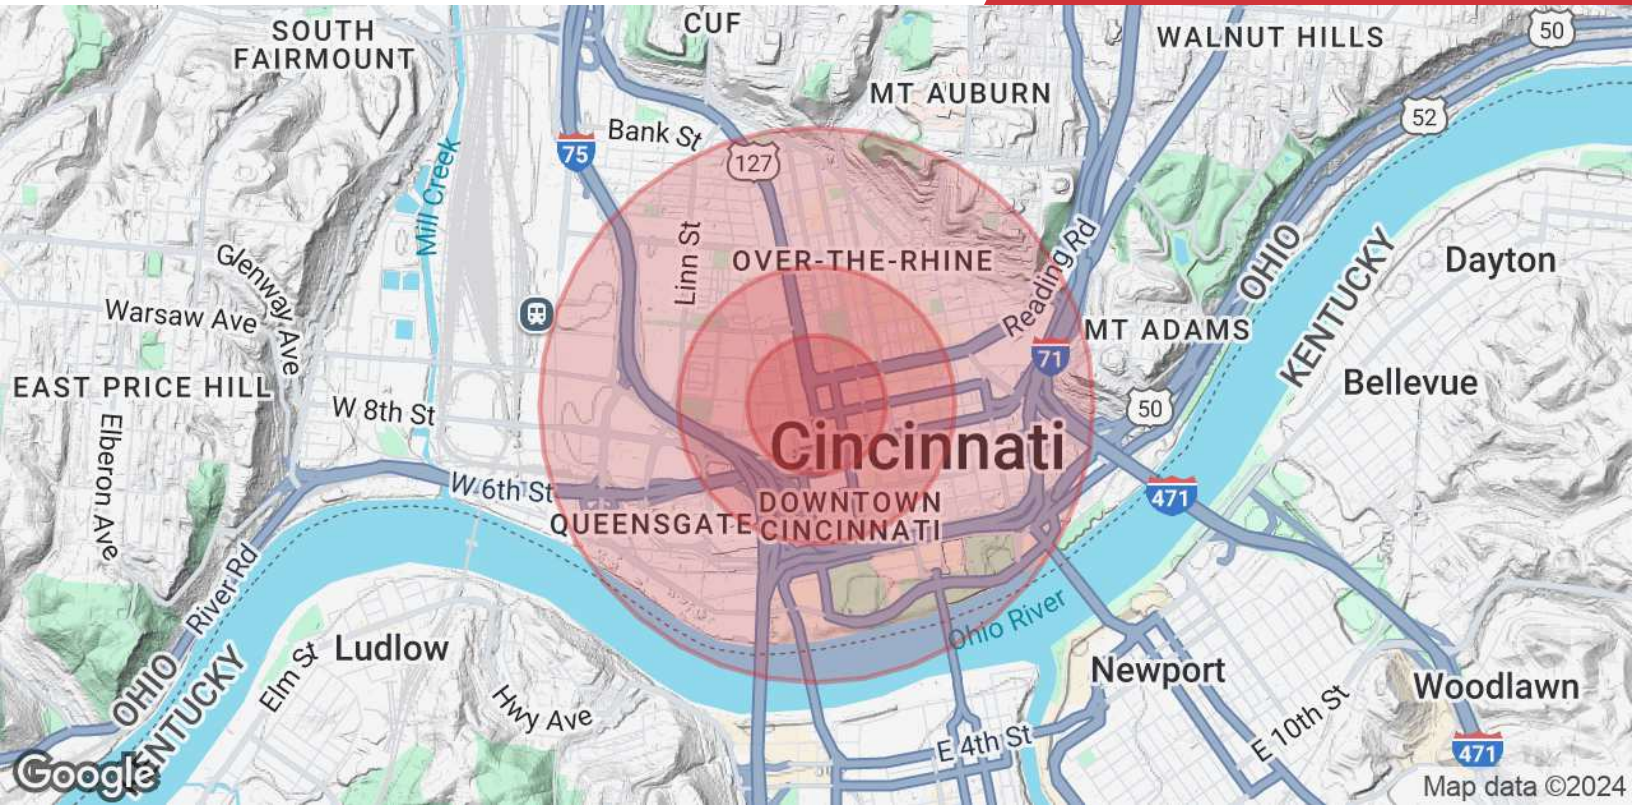 SOUTH
FAIRMOUNT
CUF
WALNUT HILLS
50
MT AUBURN
52
Bank St
75
127
Mill Creek
Linn St
OVER-THE-RHINE
Reading Rd
OHIO
KENTUCKY
Dayton
Glenway Ave
Warsaw Ave
MT ADAMS
71
EAST PRICE HILL
Bellevue
W 8th St
50
Elberon Ave
Cincinnati
W 6th St
471
DOWNTOWN
CINCINNATI
QUEENSGATE
River Rd
Ohio River
Ludlow
OHIO
KENTUCKY
Elm St
Newport
Woodlawn
Hwy Ave
E 4th St
E 10th St
471
Google
Map data ©2024